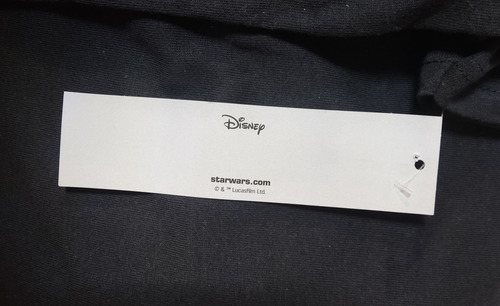 Disney
starwars.com
© & ™ Lucasfilm Ltd.